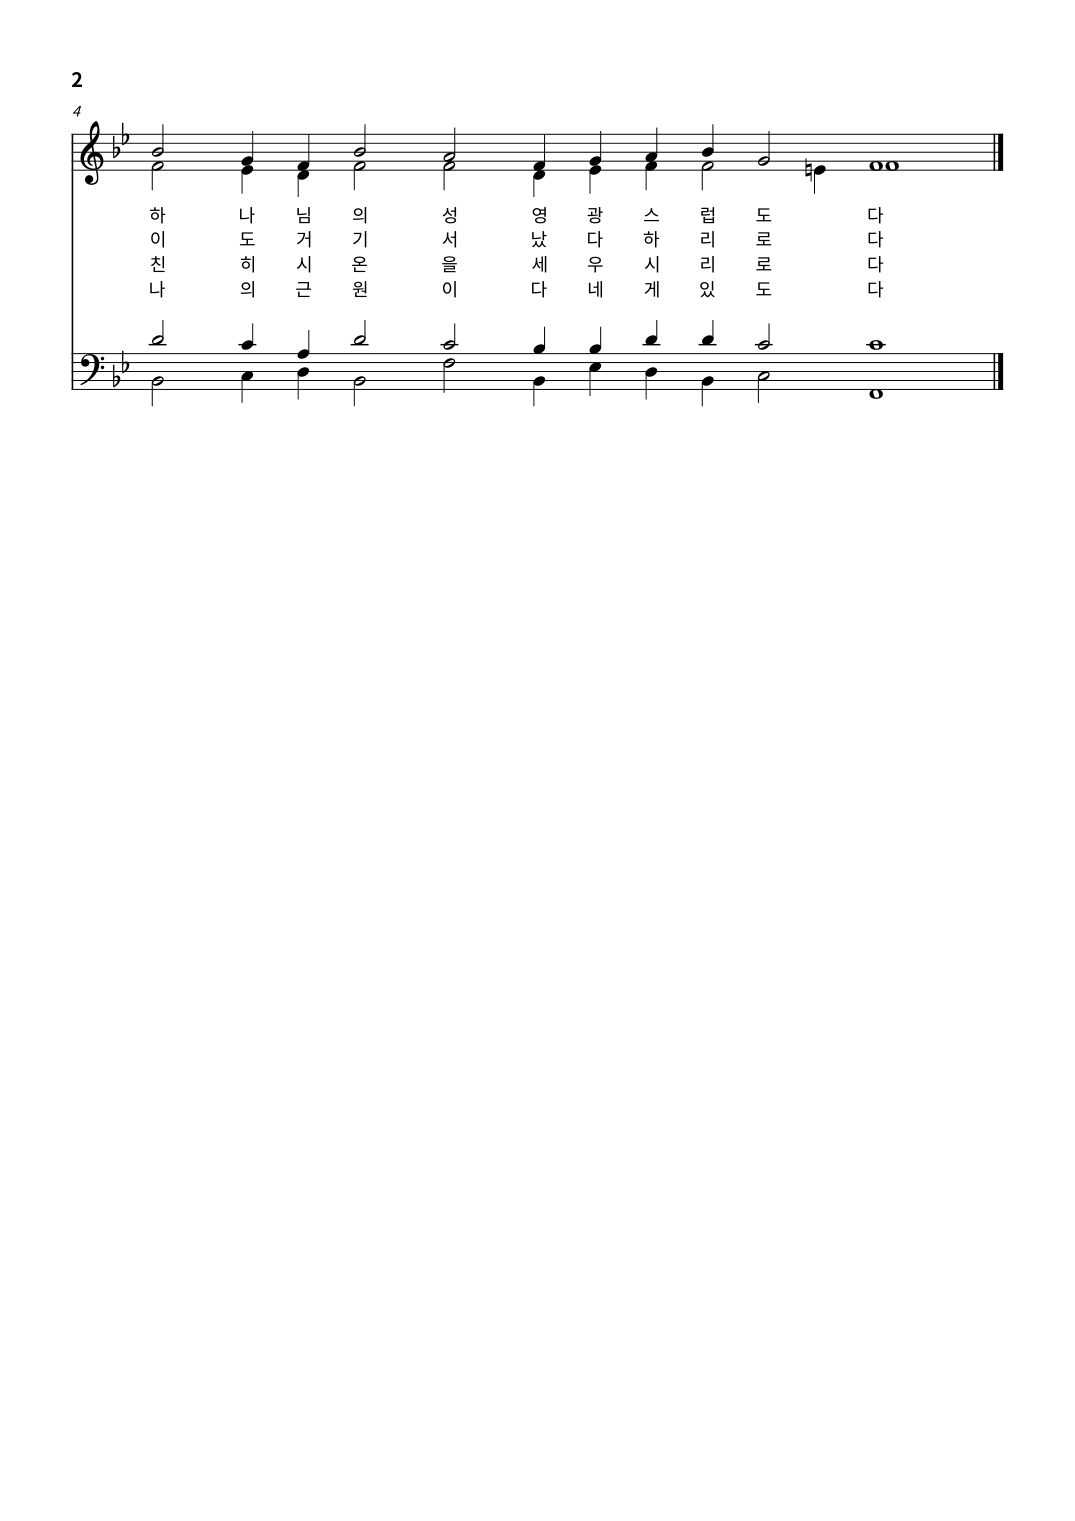 2
4
하 나 님 의 성 영 광 스 럽 도 다
이 도 거 기 서 났 다 하 리 로 다
친 히 시 온 을 세 우 시 리 로 다
나 의 근 원 이 다 네 게 있 도 다